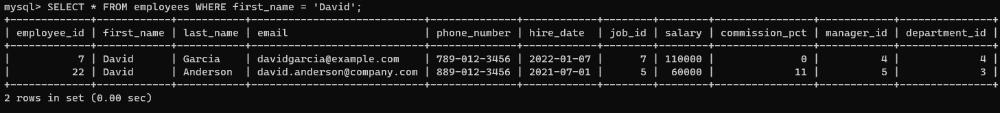 mysql> SELECT * FROM employees WHERE first_name = 'David';
+-------------+------------+-----------+----------------------------+--------------+------------+--------+--------+----------------+------------+---------------+
| employee_id | first_name | last_name | email                      | phone_number | hire_date  | job_id | salary | commission_pct | manager_id | department_id |
+-------------+------------+-----------+----------------------------+--------------+------------+--------+--------+----------------+------------+---------------+
|           7 | David      | Garcia    | davidgarcia@example.com    | 789-012-3456 | 2022-01-07 |      7 | 110000 |              0 |          4 |             4 |
|          22 | David      | Anderson  | david.anderson@company.com | 889-012-3456 | 2021-07-01 |      5 |  60000 |             11 |          5 |             3 |
+-------------+------------+-----------+----------------------------+--------------+------------+--------+--------+----------------+------------+---------------+
2 rows in set (0.00 sec)